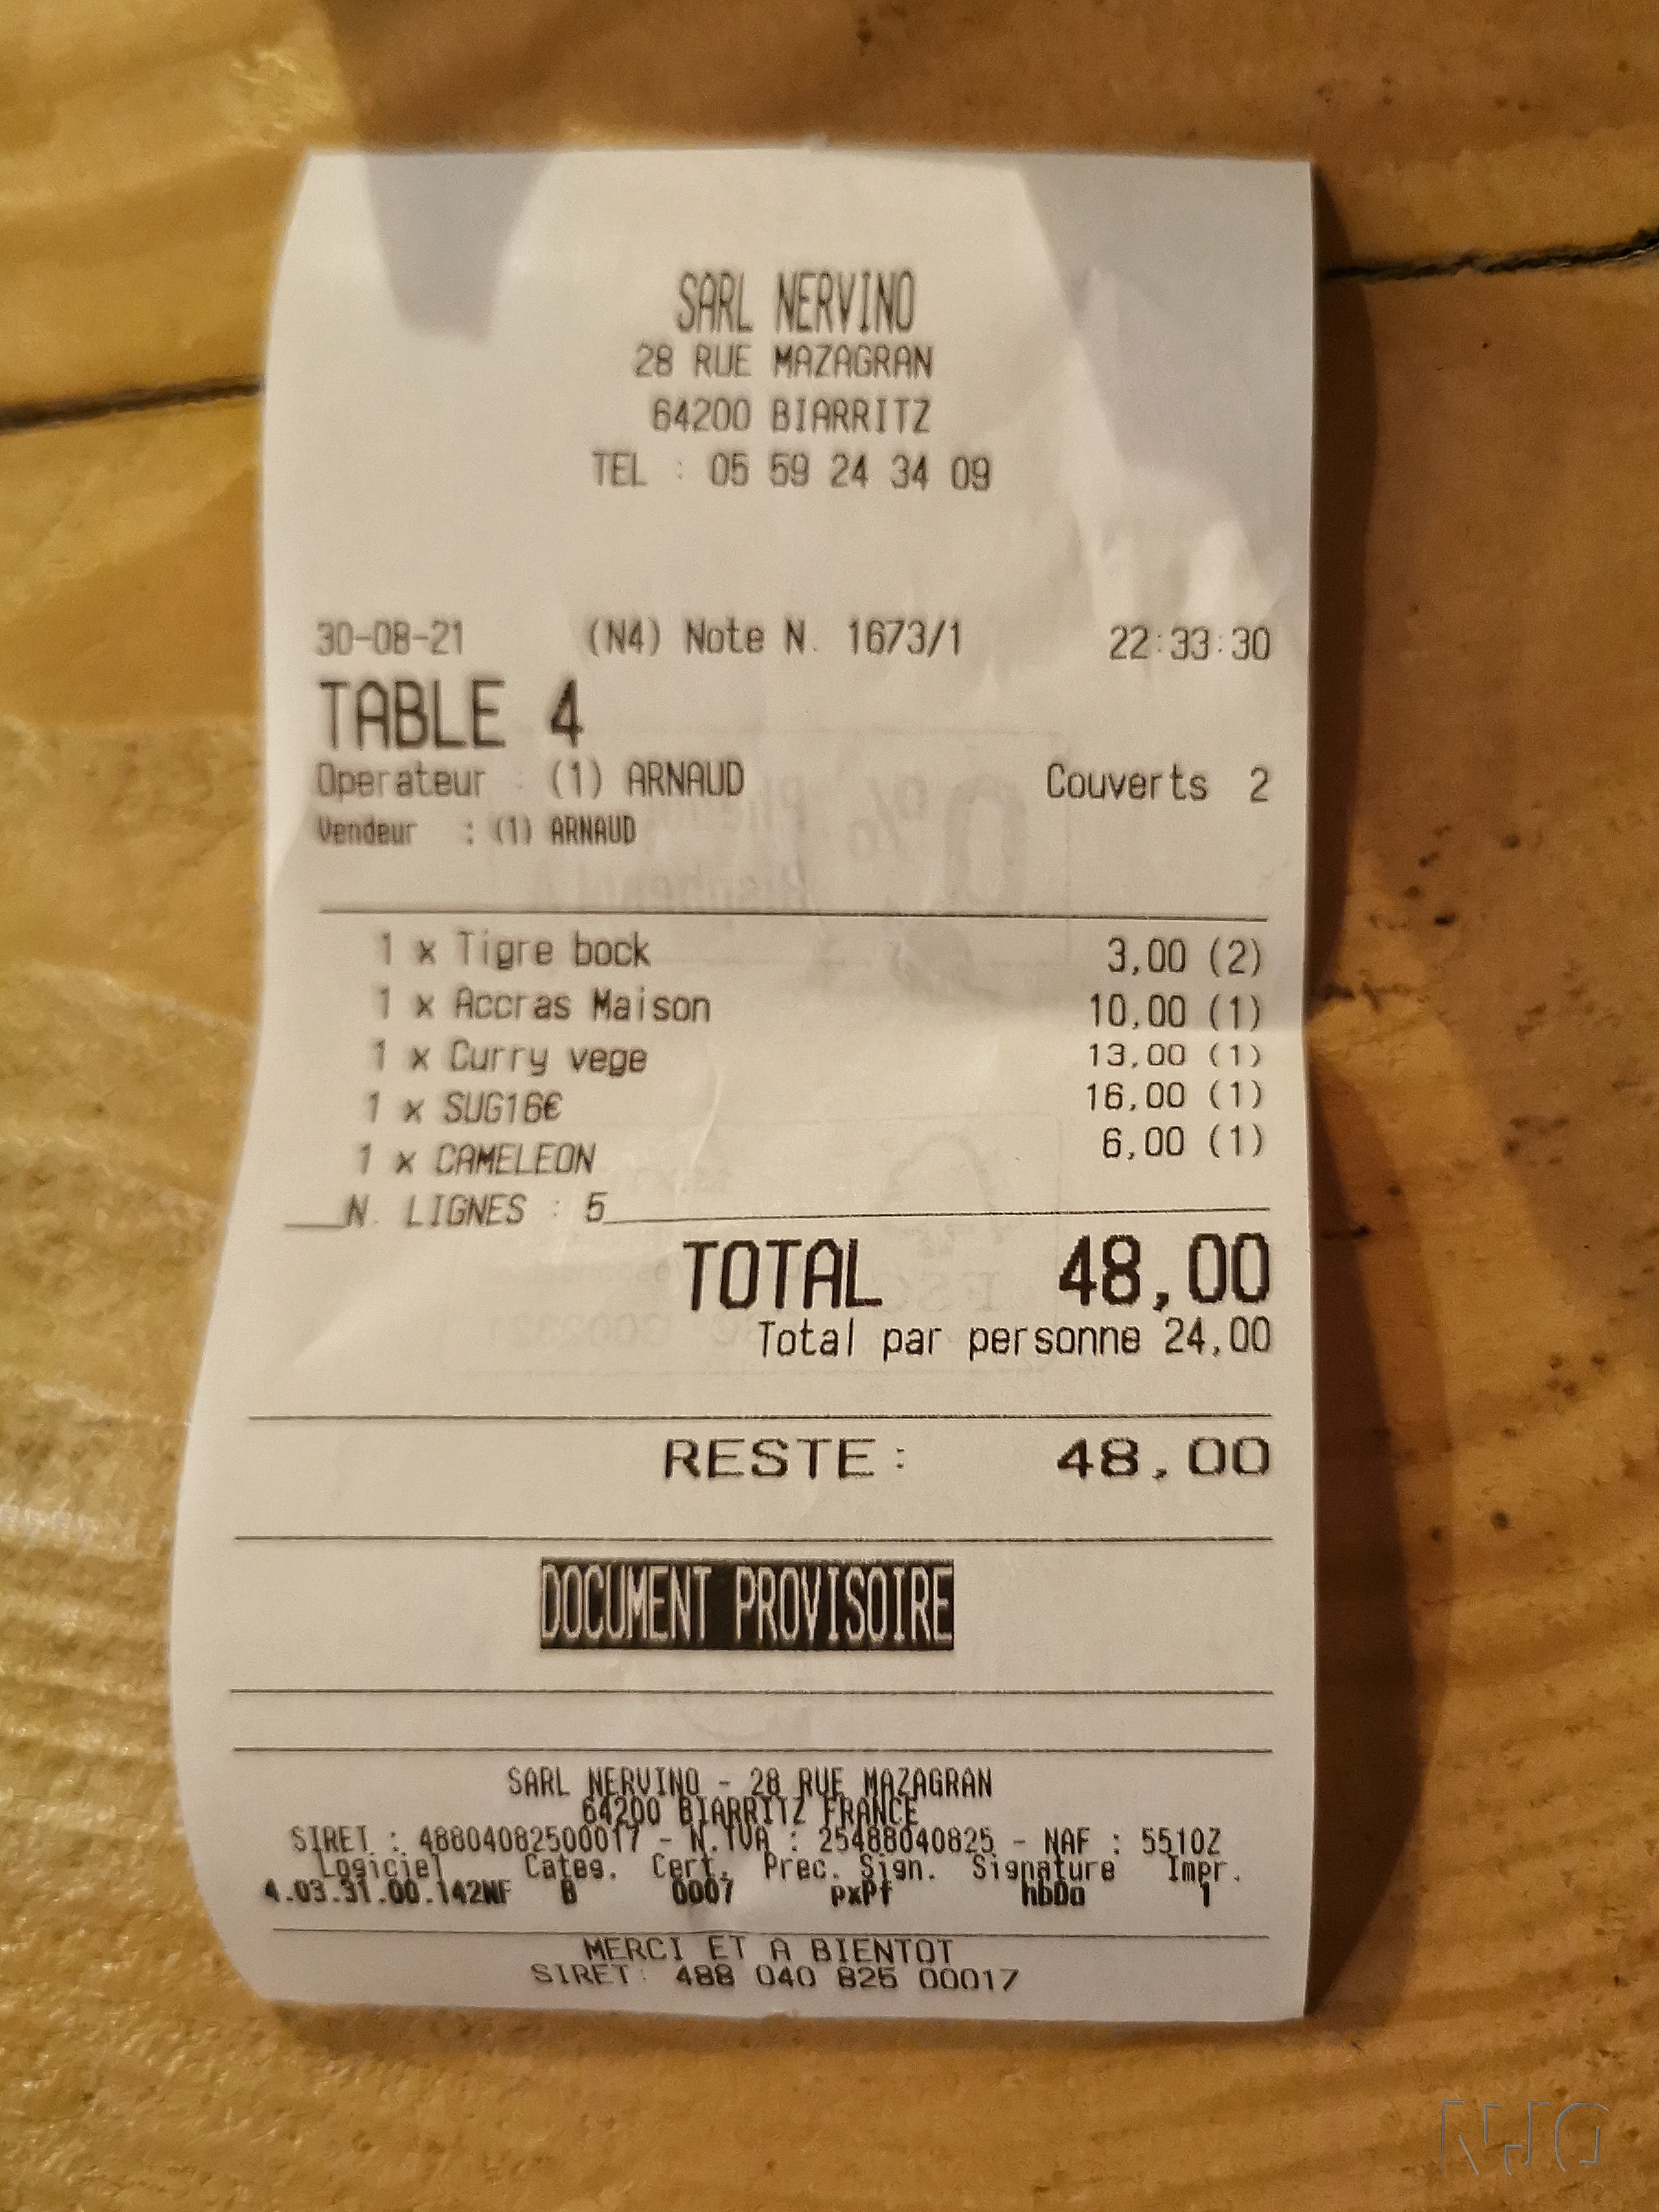 SARL NERVINO
28 RUE MAZAGRAN
64200 BIARRITZ
TEL : 05 59 24 34 09
30-08-21 (N4) Note N. 1673/1 22:33:30
TABLE 4
Operateur : (1) ARNAUD Couverts 2
Vendeur : (1) ARNAUD
1 x Tigre bock 3,00 (2)
1 x Accras Maison 10,00 (1)
1 x Curry vege 13,00 (1)
1 x SUG16€ 16,00 (1)
1 x CAMELEON 6,00 (1)
N. LIGNES : 5
TOTAL 48,00
Total par personne 24,00
RESTE: 48,00
DOCUMENT PROVISOIRE
SARL NERVINO - 28 RUE MAZAGRAN
64200 BIARRITZ FRANCE
SIRET : 48804082500017 - N.TVA : 25488040825 - NAF : 5510Z
Logiciel Categ. Cert. Prec. Sign. Signature Impr.
4.03.31.00.142NF B 0007 pxPf hbDa 1
MERCI ET A BIENTOT
SIRET: 488 040 825 00017